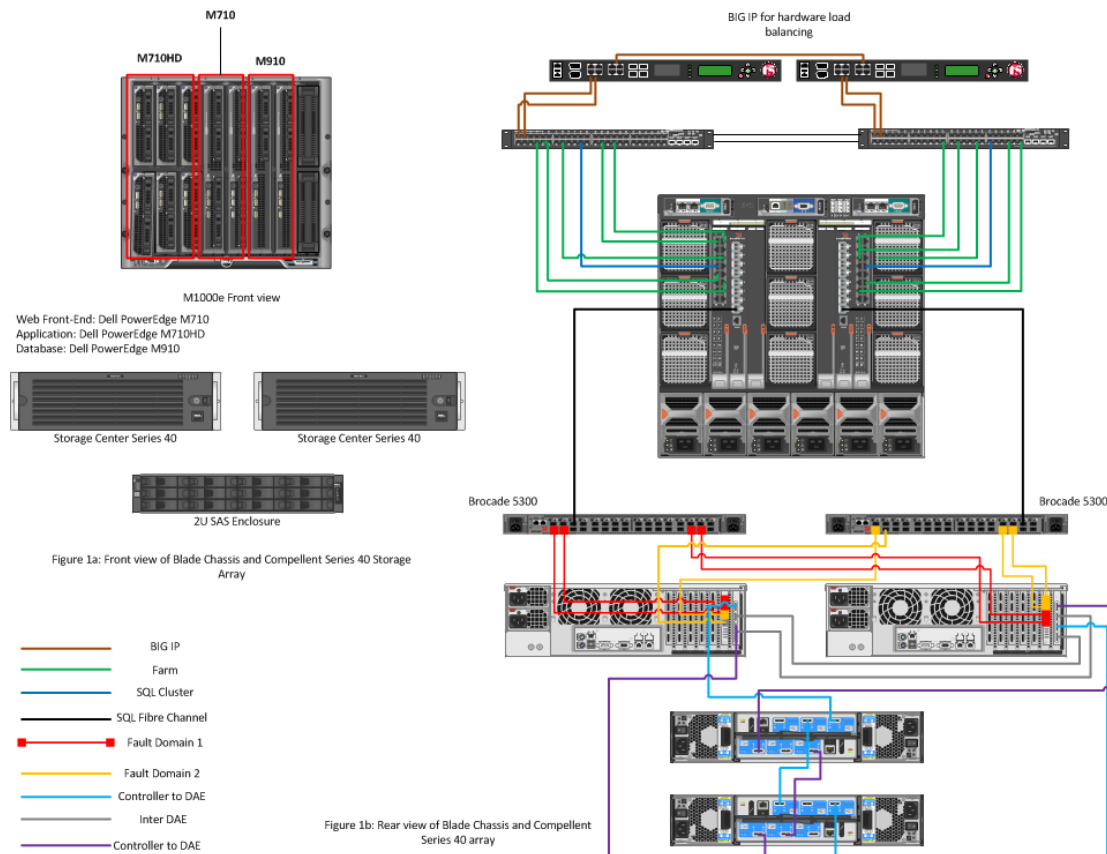 M710
M710HD
M910
M1000e Front view
Web Front-End: Dell PowerEdge M710
Application: Dell PowerEdge M710HD
Database: Dell PowerEdge M910
Storage Center Series 40
Storage Center Series 40
2U SAS Enclosure
Figure 1a: Front view of Blade Chassis and Compellent Series 40 Storage
Array
BIG IP
Farm
SQL Cluster
SQL Fibre Channel
Fault Domain 1
Fault Domain 2
Controller to DAE
Inter DAE
Controller to DAE
BIG IP for hardware load
balancing
Brocade 5300
Brocade 5300
Figure 1b: Rear view of Blade Chassis and Compellent
Series 40 array